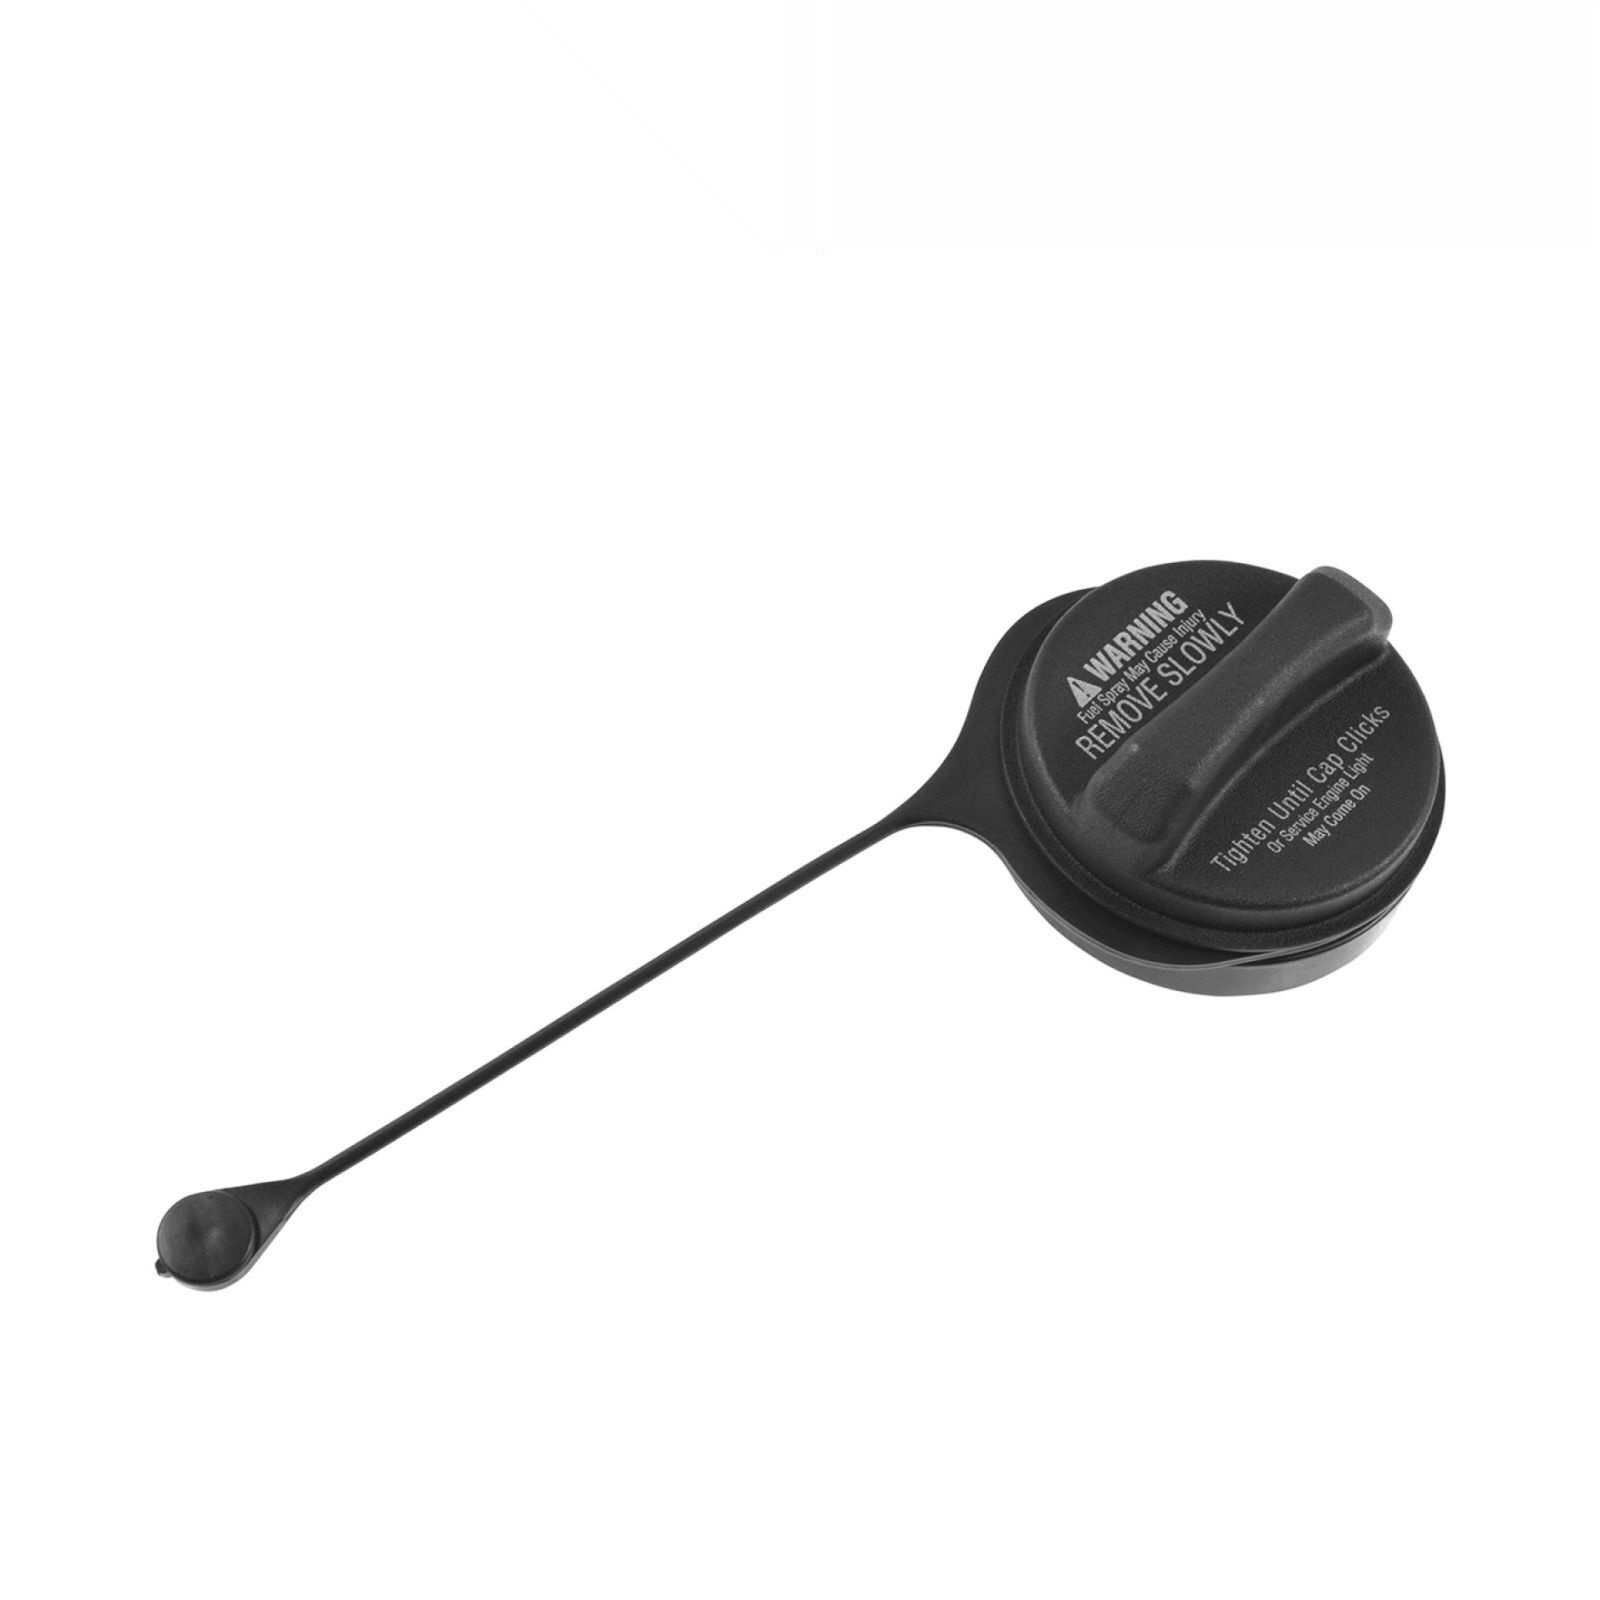 WARNING
Fuel Spray May Cause Injury
REMOVE SLOWLY
Tighten Until Cap Clicks
Or Service Engine Light
May Come On